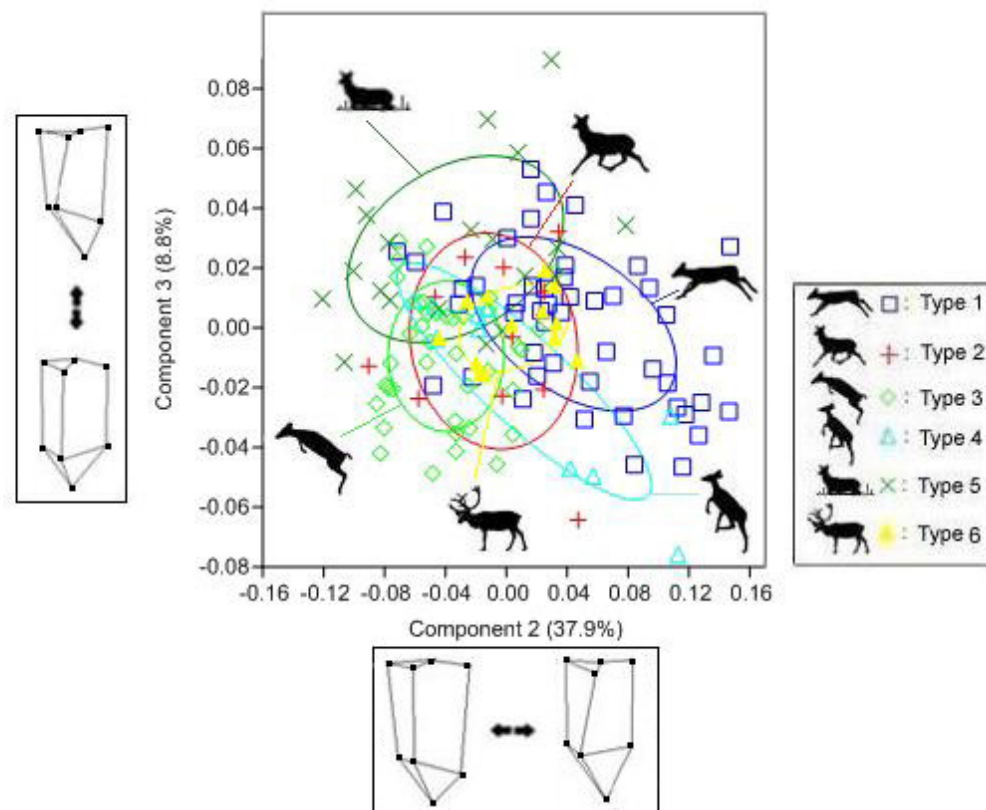 0.08
0.06
0.04
0.02
0.00
-0.02
-0.04
-0.06
-0.08
Component 3 (8.8%)
-0.16 -0.12 -0.08 -0.04 0.00 0.04 0.08 0.12 0.16
Component 2 (37.9%)
: Type 1
: Type 2
: Type 3
: Type 4
: Type 5
: Type 6